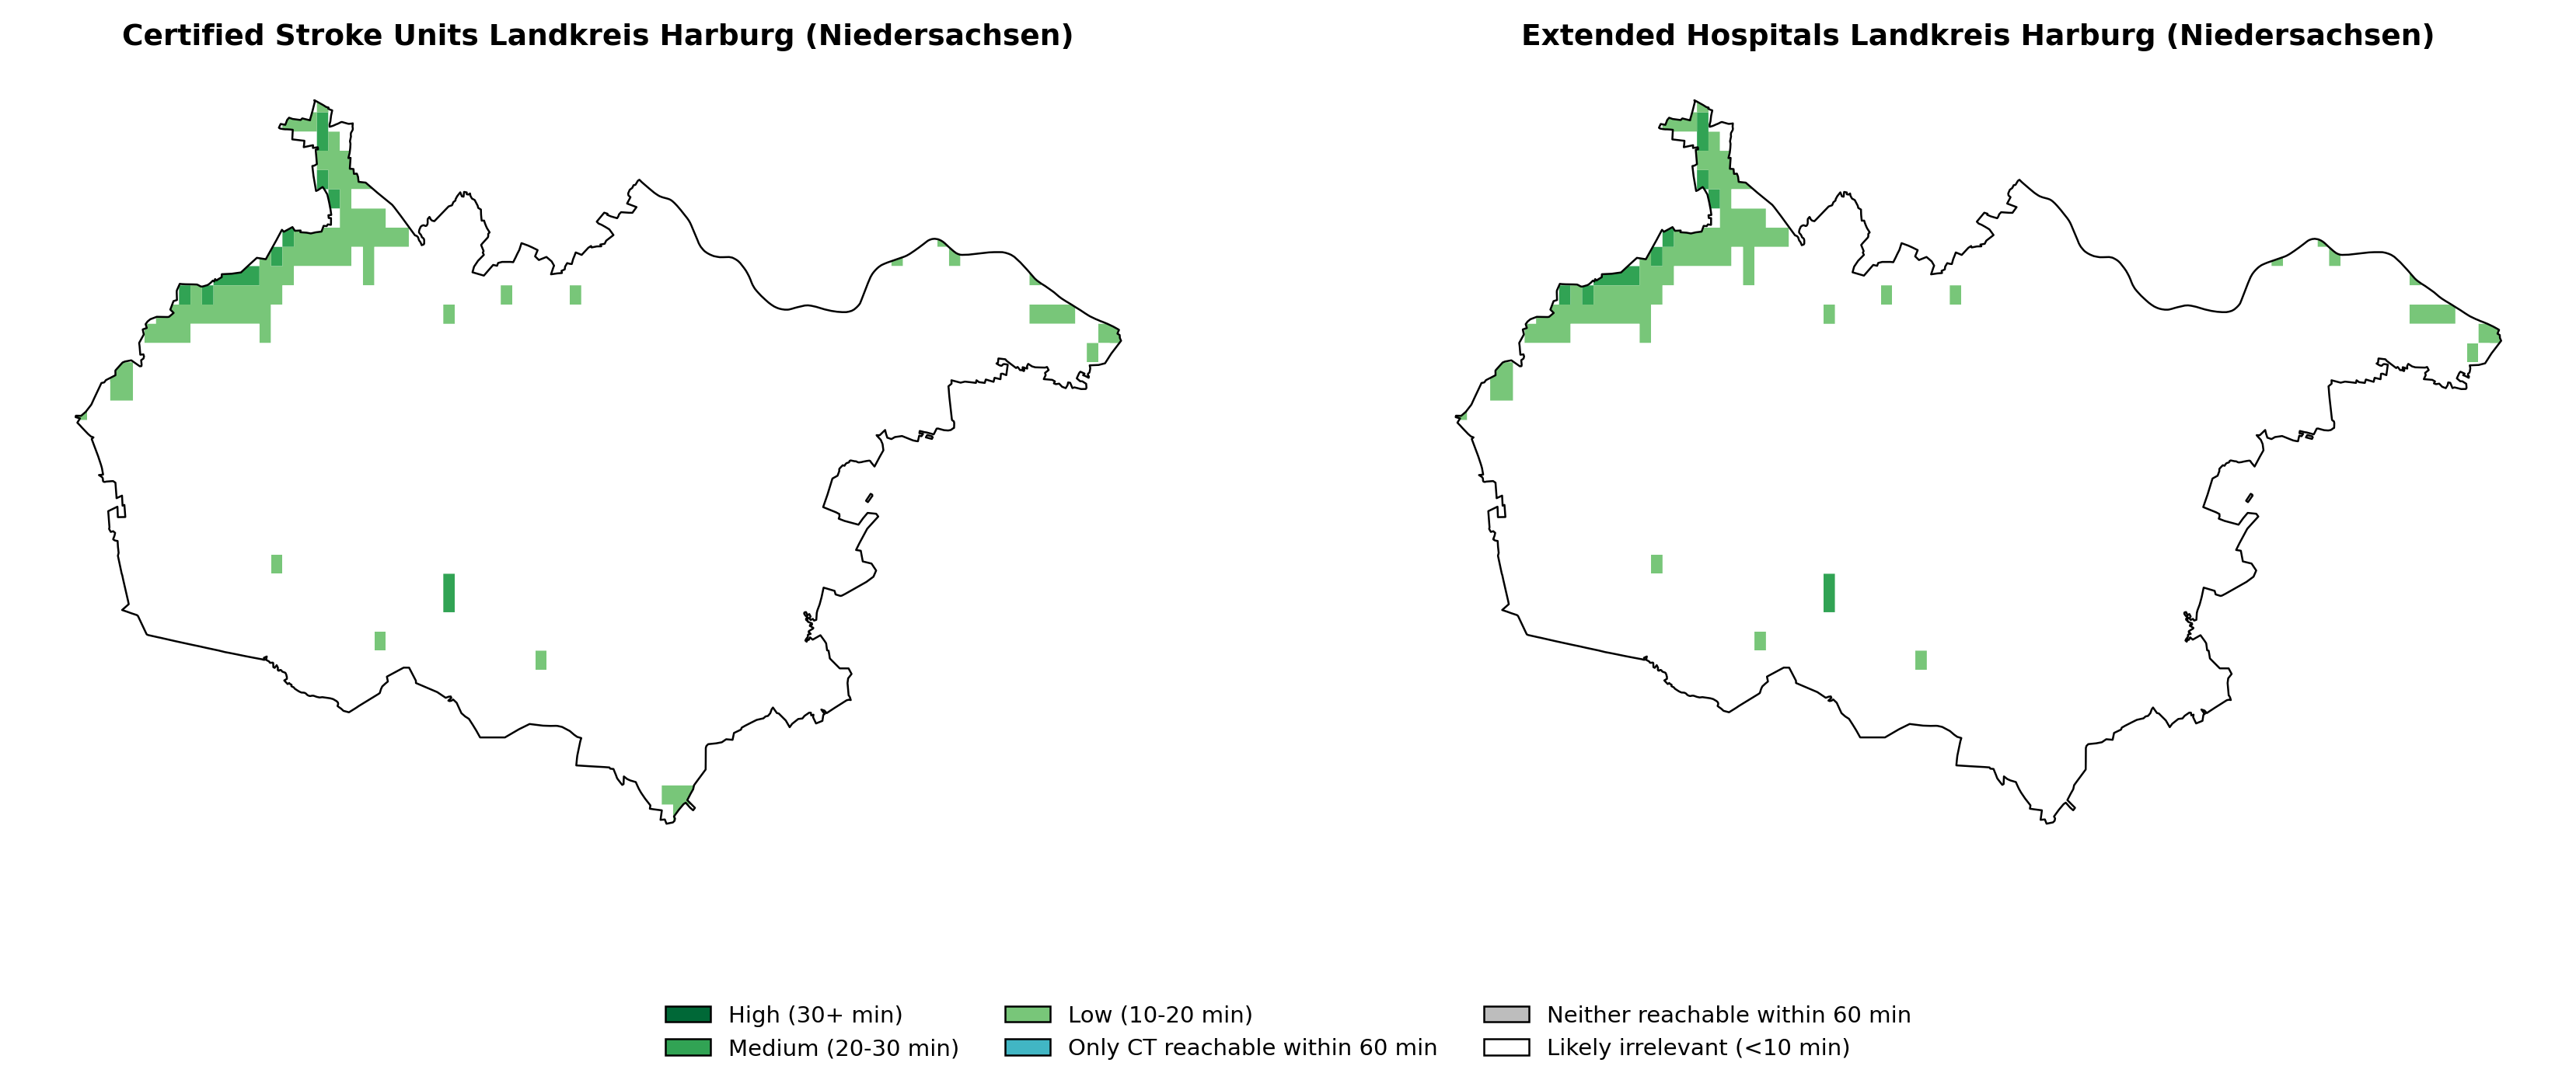 Certified Stroke Units Landkreis Harburg (Niedersachsen)
Extended Hospitals Landkreis Harburg (Niedersachsen)
High (30+ min)
Medium (20-30 min)
Low (10-20 min)
Only CT reachable within 60 min
Neither reachable within 60 min
Likely irrelevant (<10 min)